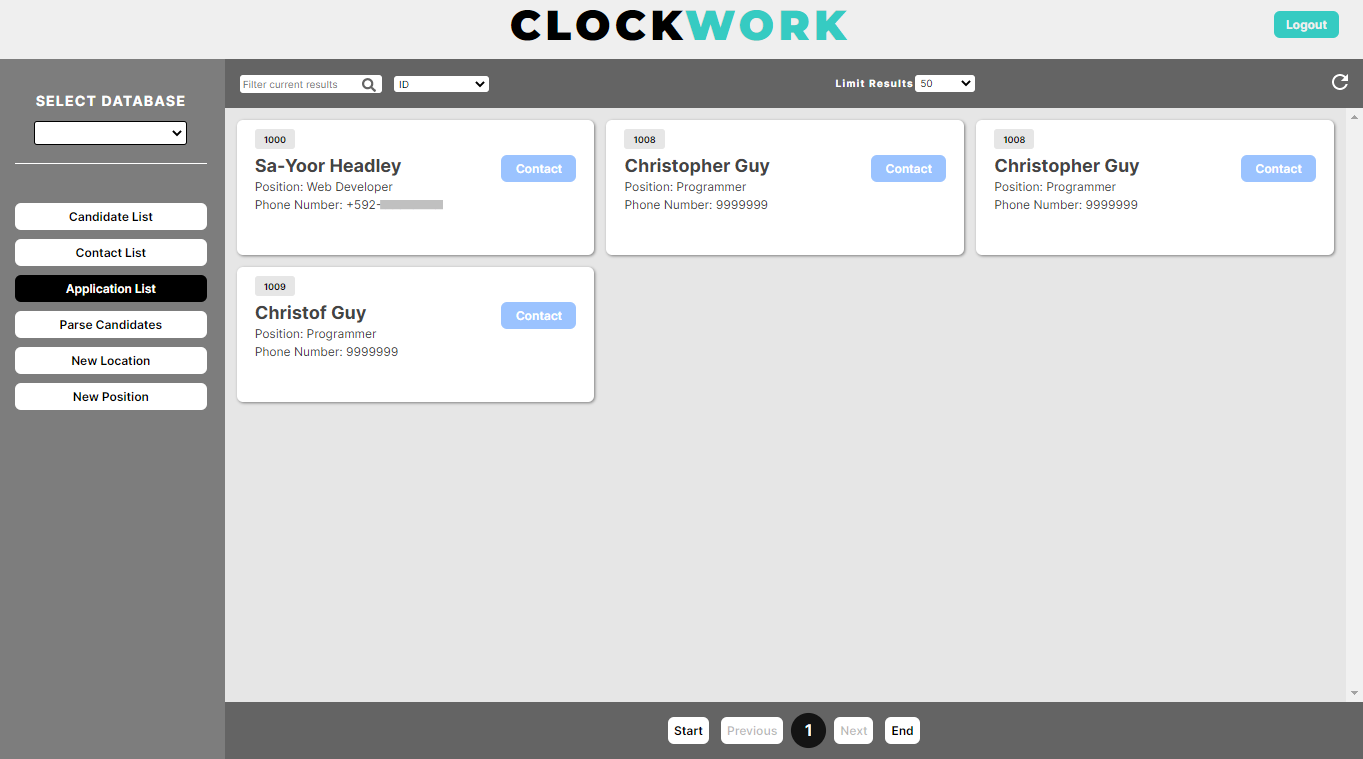 CLOCKWORK
Logout
SELECT DATABASE
Candidate List
Contact List
Application List
Parse Candidates
New Location
New Position
Filter current results
ID
Limit Results 50
1000
Sa-Yoor Headley
Position: Web Developer
Phone Number: +592-
Contact
1008
Christopher Guy
Position: Programmer
Phone Number: 9999999
Contact
1008
Christopher Guy
Position: Programmer
Phone Number: 9999999
Contact
1009
Christof Guy
Position: Programmer
Phone Number: 9999999
Contact
Start Previous 1 Next End